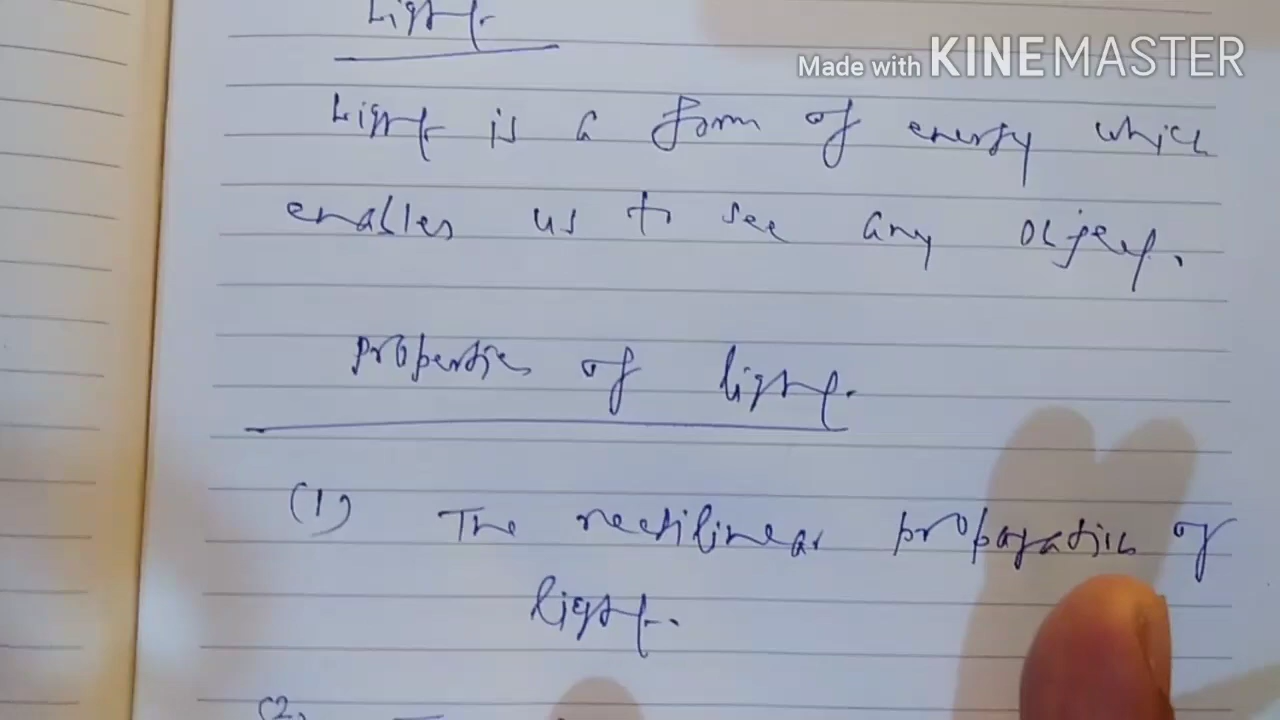 Light.
Made with KINEMASTER
Light is a form of energy which
enables us to see any object.
Properties of light.
(1) The rectilinear propagation of
light.
(2)